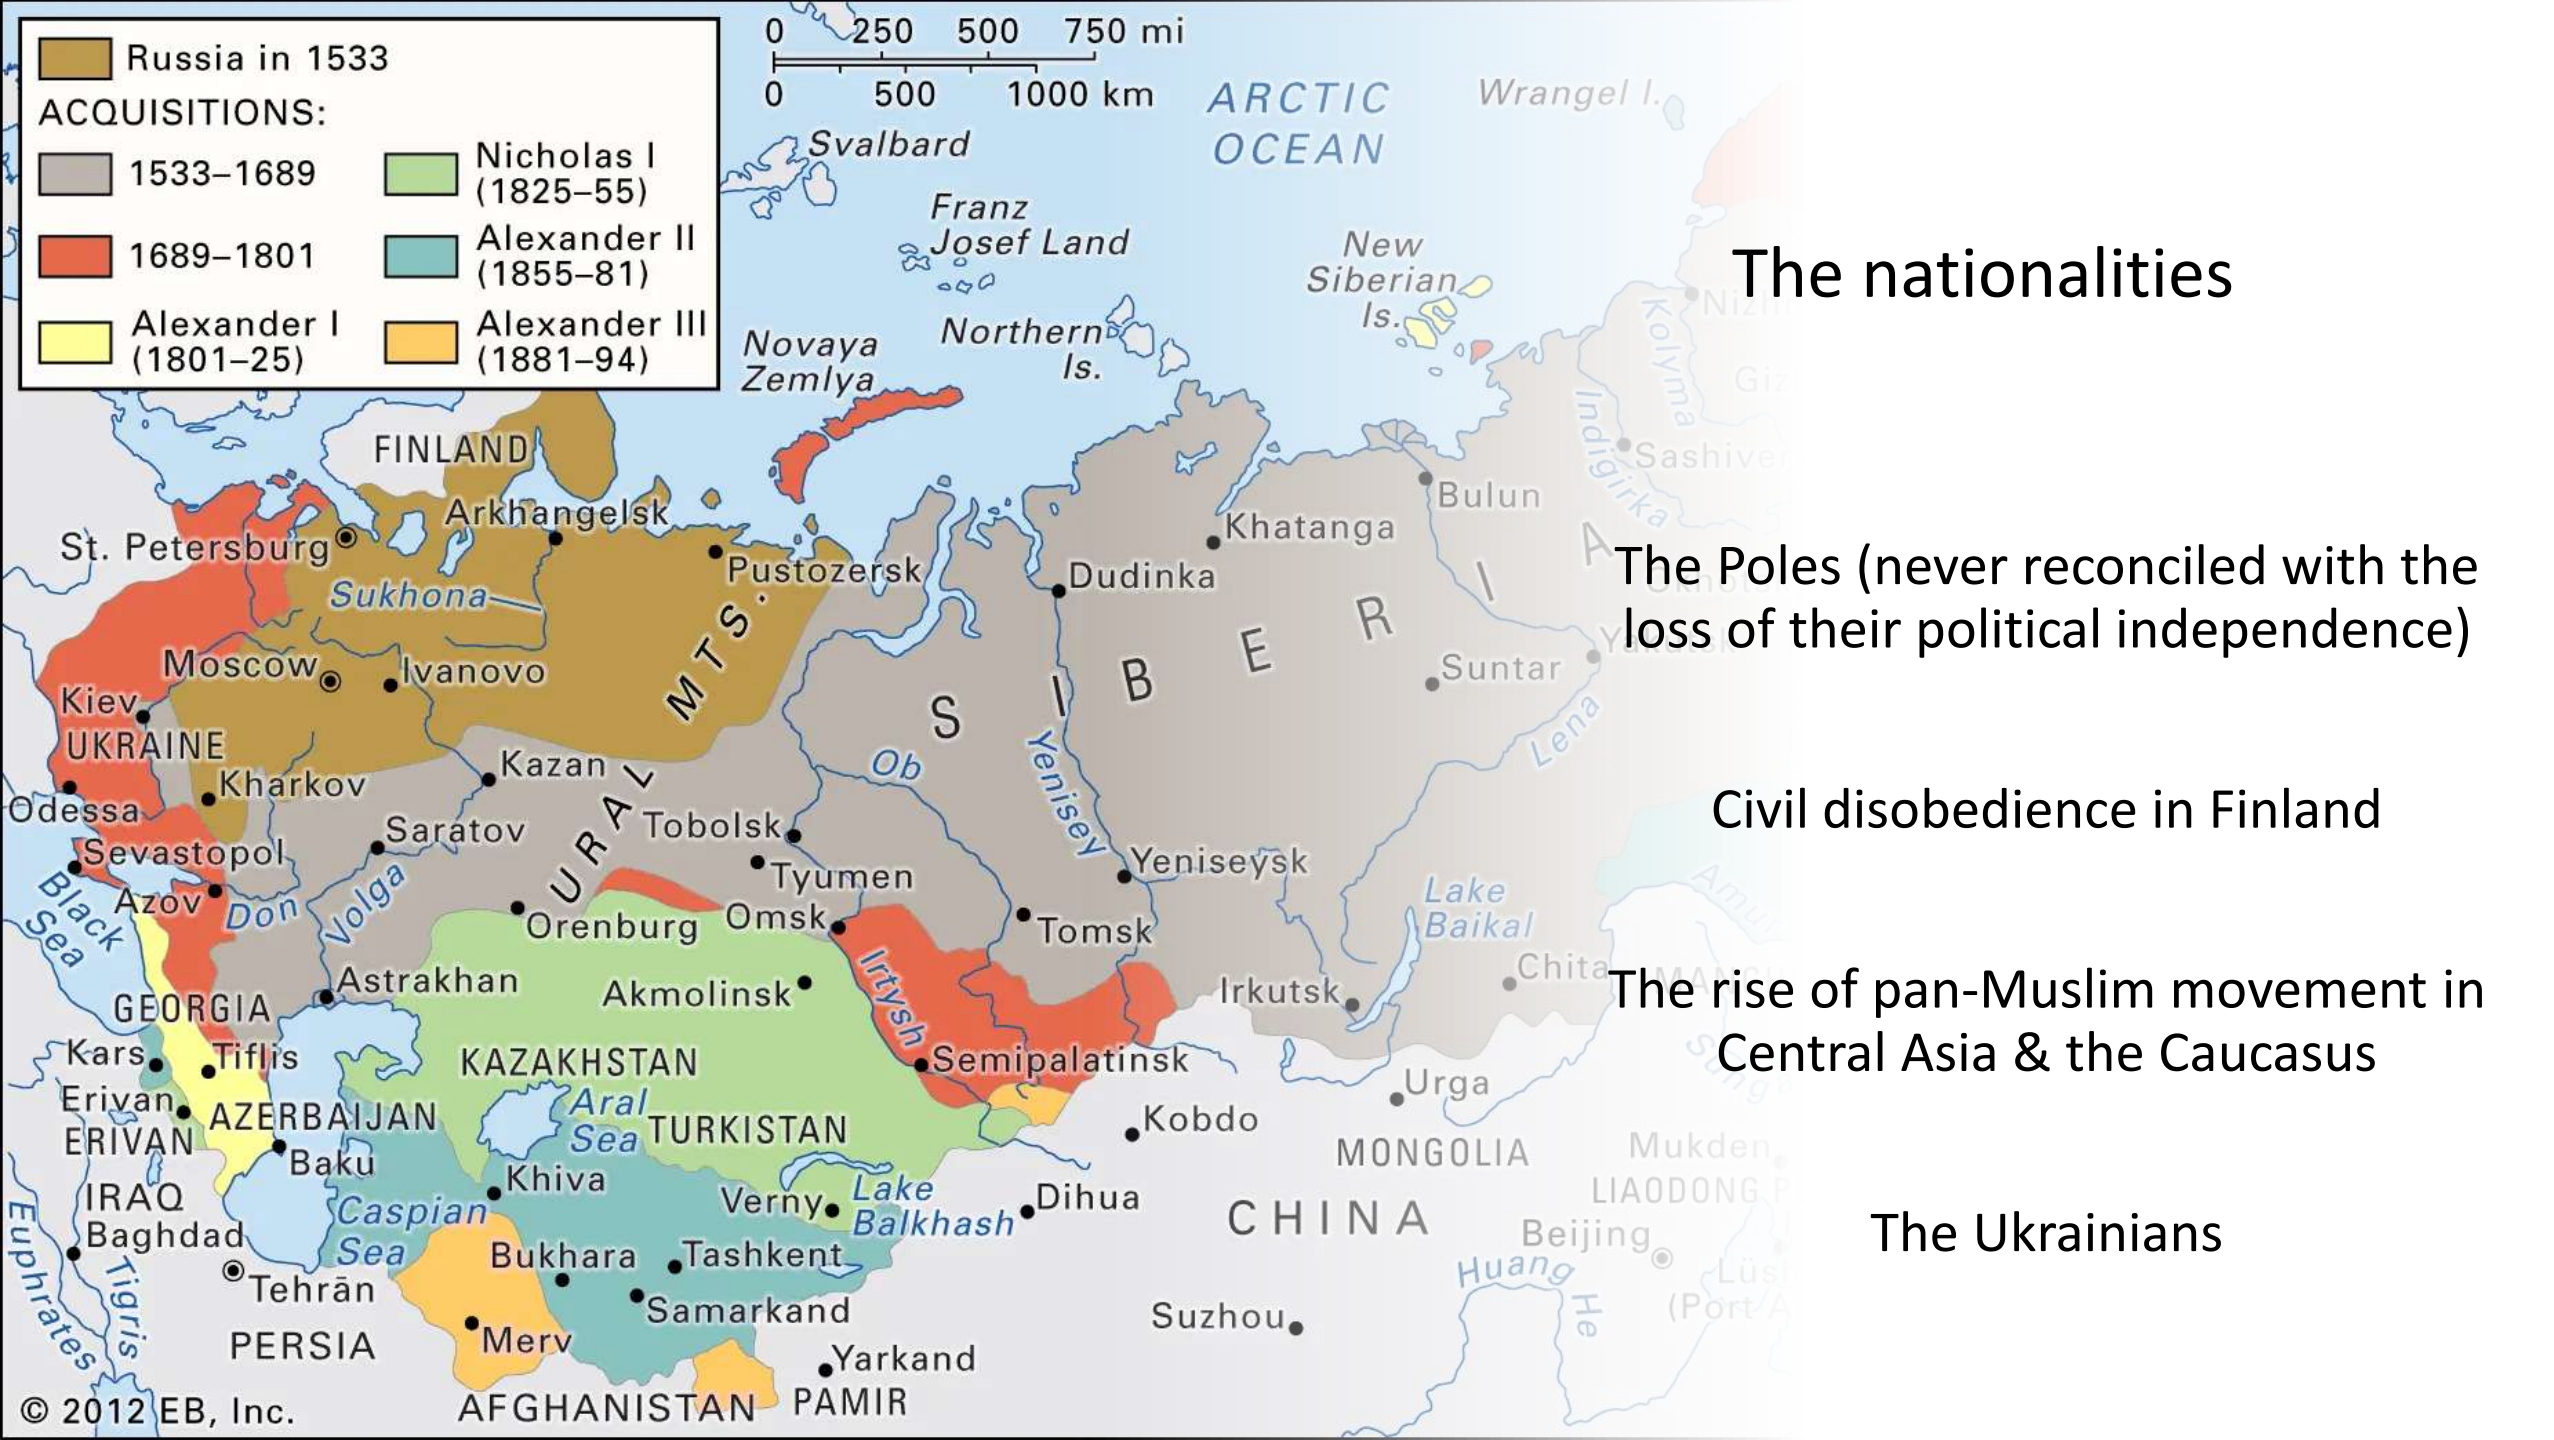 Russia in 1533
ACQUISITIONS:
1533–1689
1689–1801
Alexander I
(1801–25)
Nicholas I
(1825–55)
Alexander II
(1855–81)
Alexander III
(1881–94)
0 250 500 750 mi
0 500 1000 km
ARCTIC
OCEAN
Wrangel I.
Svalbard
Franz
Josef Land
New
Siberian
Is.
Novaya
Zemlya
Northern
Is.
The nationalities
Kolyma
Indigirka
FINLAND
Arkhangelsk
St. Petersburg
Sukhona
Pustozersk
Dudinka
Khatanga
Bulun
SIBERIA
URAL MTS.
Moscow
Ivanovo
Kiev
UKRAINE
Kharkov
Odessa
Sevastopol
Black
Sea
Azov
Don
Volga
Kazan
Saratov
Tobolsk
Tyumen
Ob
Yenisey
Yeniseysk
Suntar
Lena
The Poles (never reconciled with the
loss of their political independence)
Civil disobedience in Finland
Orenburg
Omsk
Tomsk
Lake
Baikal
Amur
Chita
Irkutsk
Irtysh
Astrakhan
Akmolinsk
GEORGIA
Kars
Tiflis
KAZAKHSTAN
Semipalatinsk
The rise of pan-Muslim movement in
Central Asia & the Caucasus
Erivan
ERIVAN
AZERBAIJAN
Aral
Sea
TURKISTAN
Kobdo
Urga
MONGOLIA
Mukden
LIAODONG P
Baku
Khiva
Verny
Lake
Balkhash
Dihua
CHINA
Beijing
The Ukrainians
IRAQ
Baghdad
Caspian
Sea
Bukhara
Tashkent
Samarkand
Huang
He
(Port A
Euphrates
Tigris
Tehrān
PERSIA
Merv
Suzhou
Yarkand
AFGHANISTAN
PAMIR
© 2012 EB, Inc.